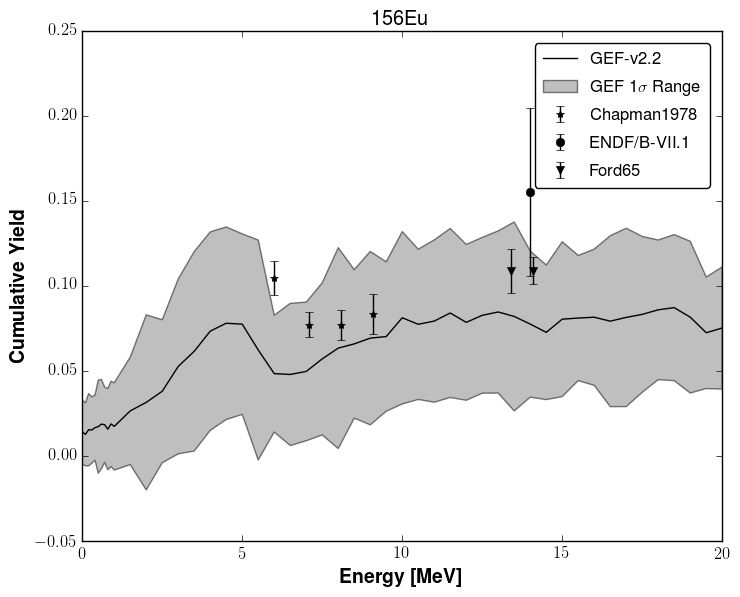 156Eu
0.25
0.20
0.15
0.10
0.05
0.00
−0.05
Cumulative Yield
GEF-v2.2
GEF 1σ Range
Chapman1978
ENDF/B-VII.1
Ford65
0 5 10 15 20
Energy [MeV]